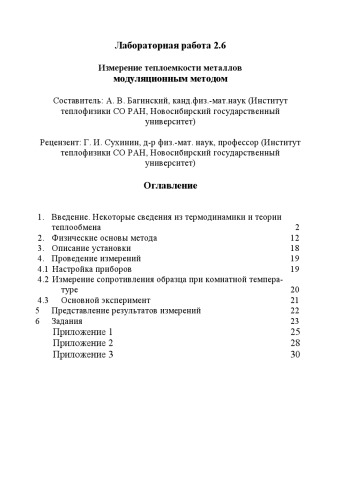 Лабораторная работа 2.6
Измерение теплоемкости металлов
модуляционным методом
Составитель: А. В. Багинский, канд.физ.-мат.наук (Институт
теплофизики СО РАН, Новосибирский государственный
университет)
Рецензент: Г. И. Сухинин, д-р физ.-мат. наук, профессор (Институт
теплофизики СО РАН, Новосибирский государственный
университет)
Оглавление
1. Введение. Некоторые сведения из термодинамики и теории
теплообмена 2
2. Физические основы метода 12
3. Описание установки 18
4. Проведение измерений 19
4.1 Настройка приборов 19
4.2 Измерение сопротивления образца при комнатной темпера-
туре 20
4.3 Основной эксперимент 21
5 Представление результатов измерений 22
6 Задания 23
Приложение 1 25
Приложение 2 28
Приложение 3 30